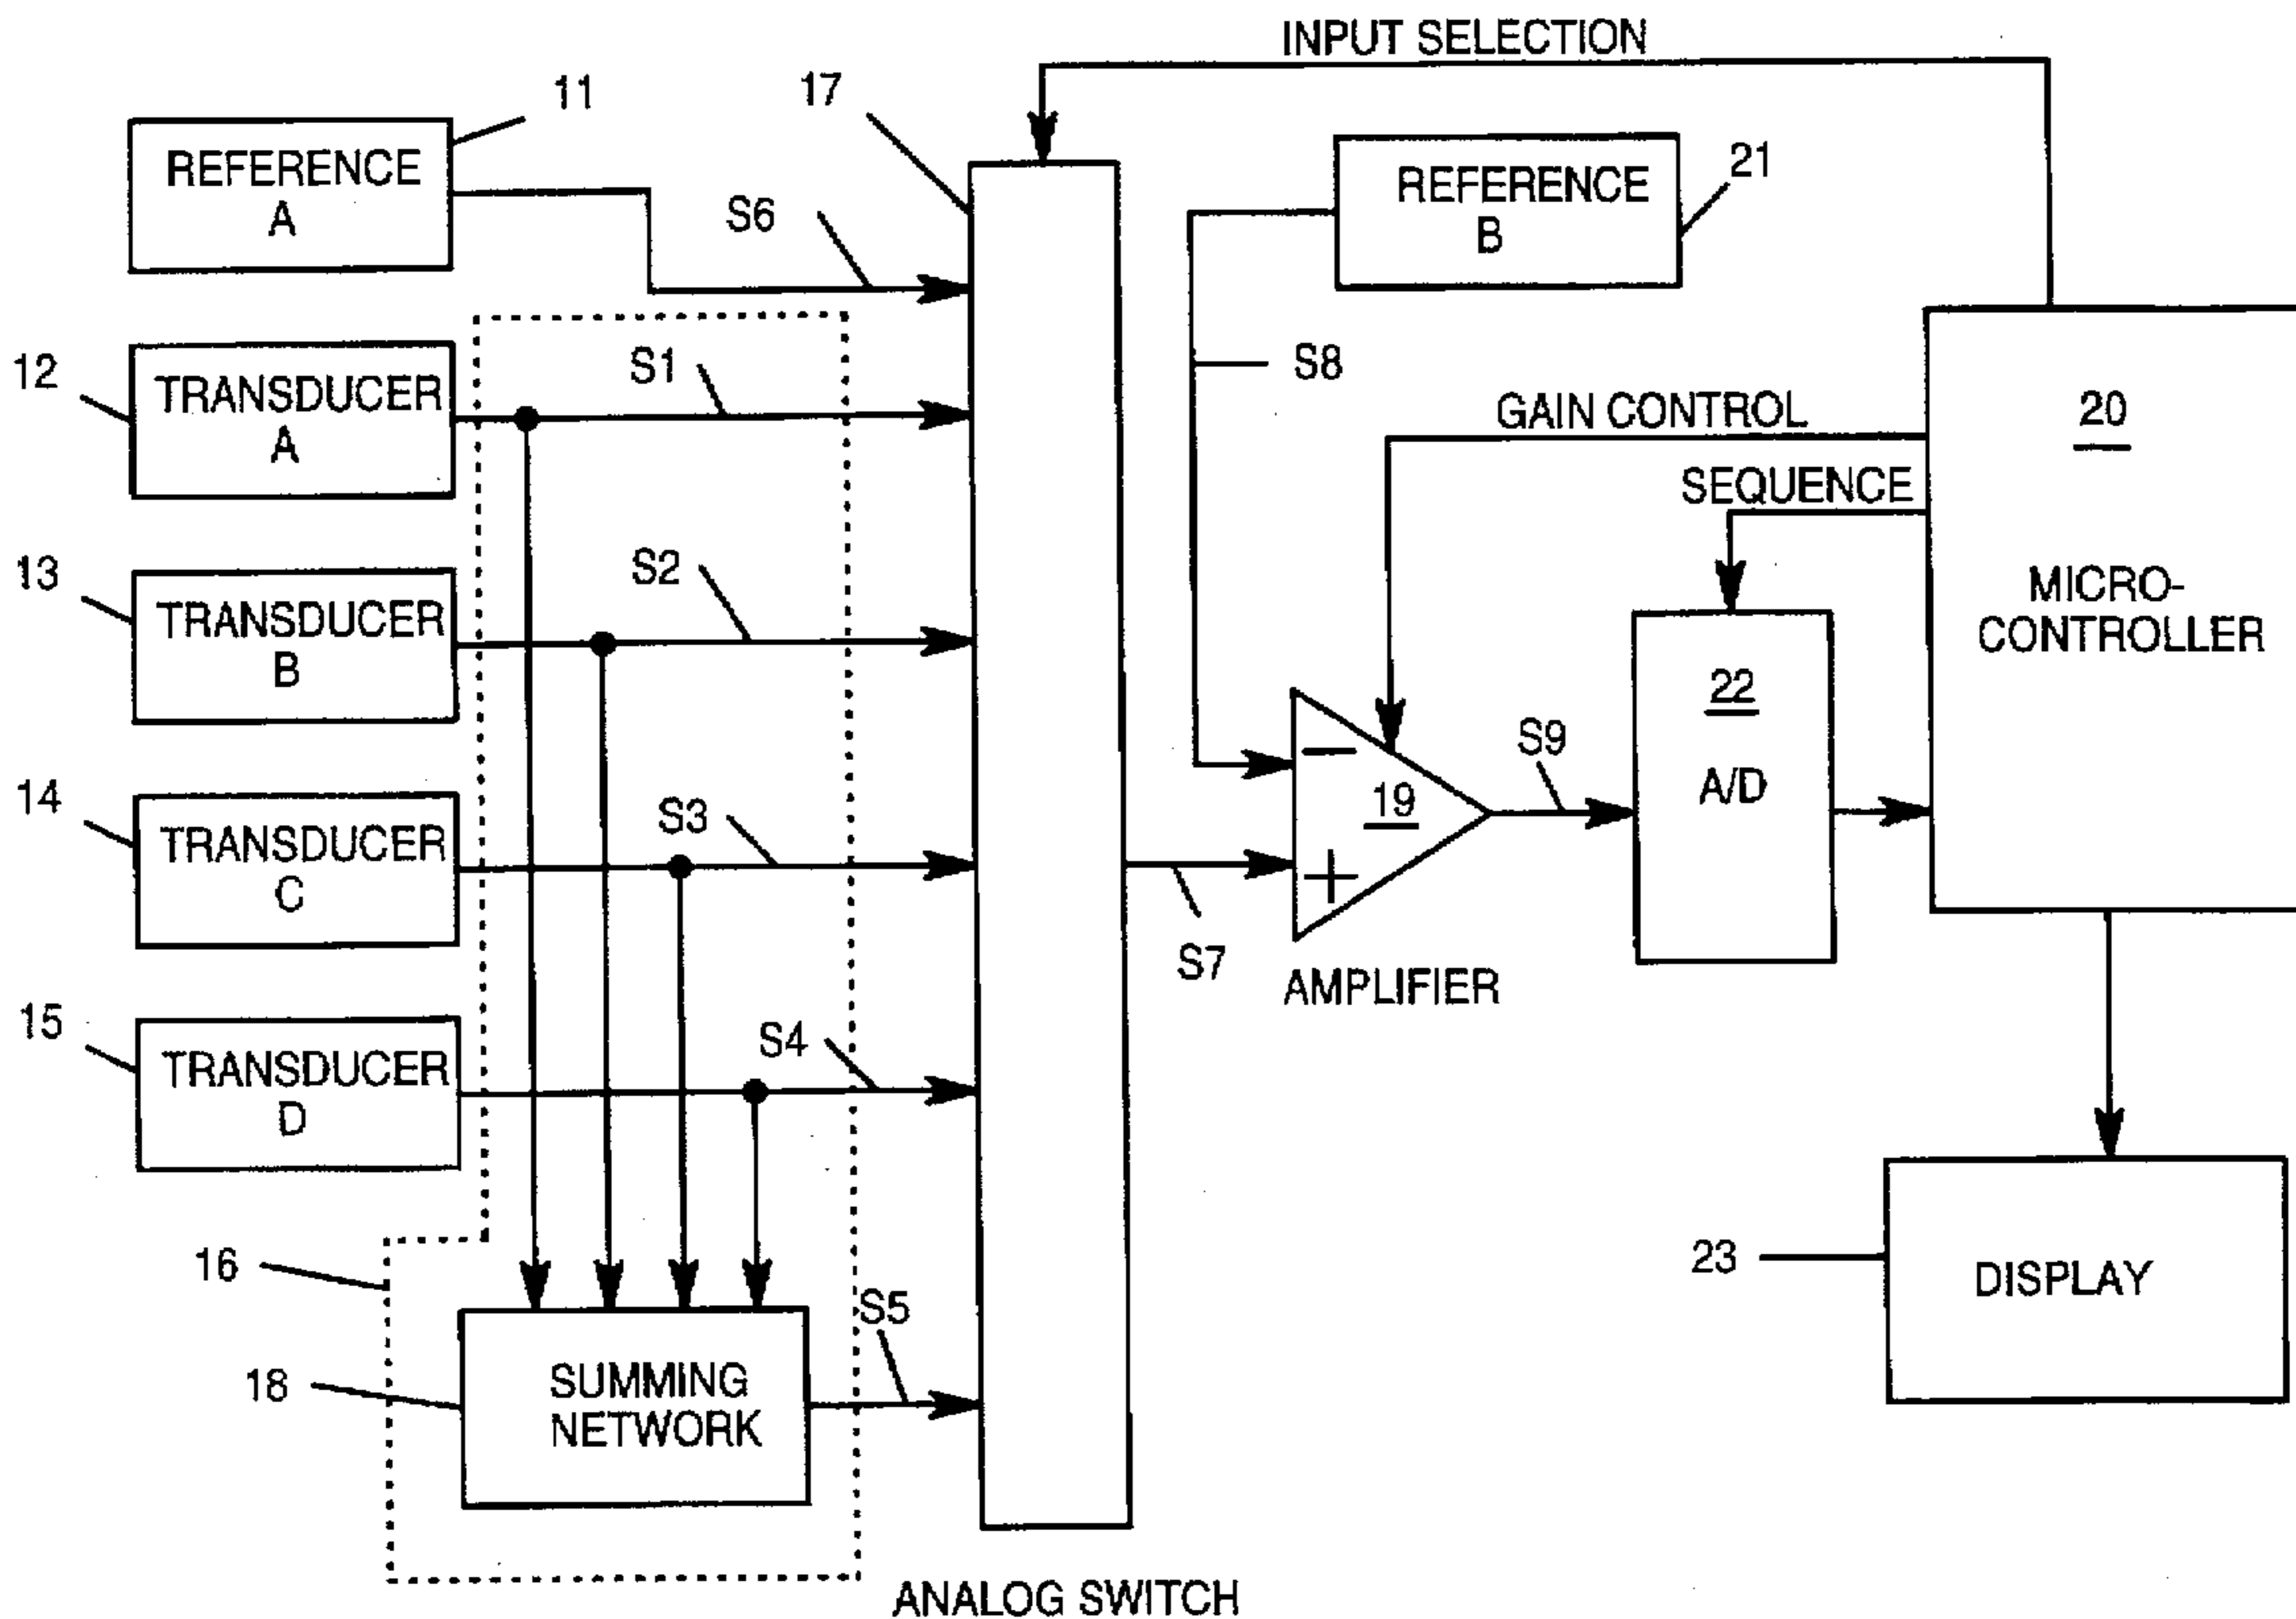 INPUT SELECTION
11
17
REFERENCE
A
S6
REFERENCE
B
21
12
TRANSDUCER
A
S1
S8
GAIN CONTROL
20
SEQUENCE
13
TRANSDUCER
B
S2
MICRO-
CONTROLLER
22
A/D
14
TRANSDUCER
C
S3
19
S9
S7
AMPLIFIER
15
TRANSDUCER
D
S4
16
S5
23
DISPLAY
18
SUMMING
NETWORK
ANALOG SWITCH